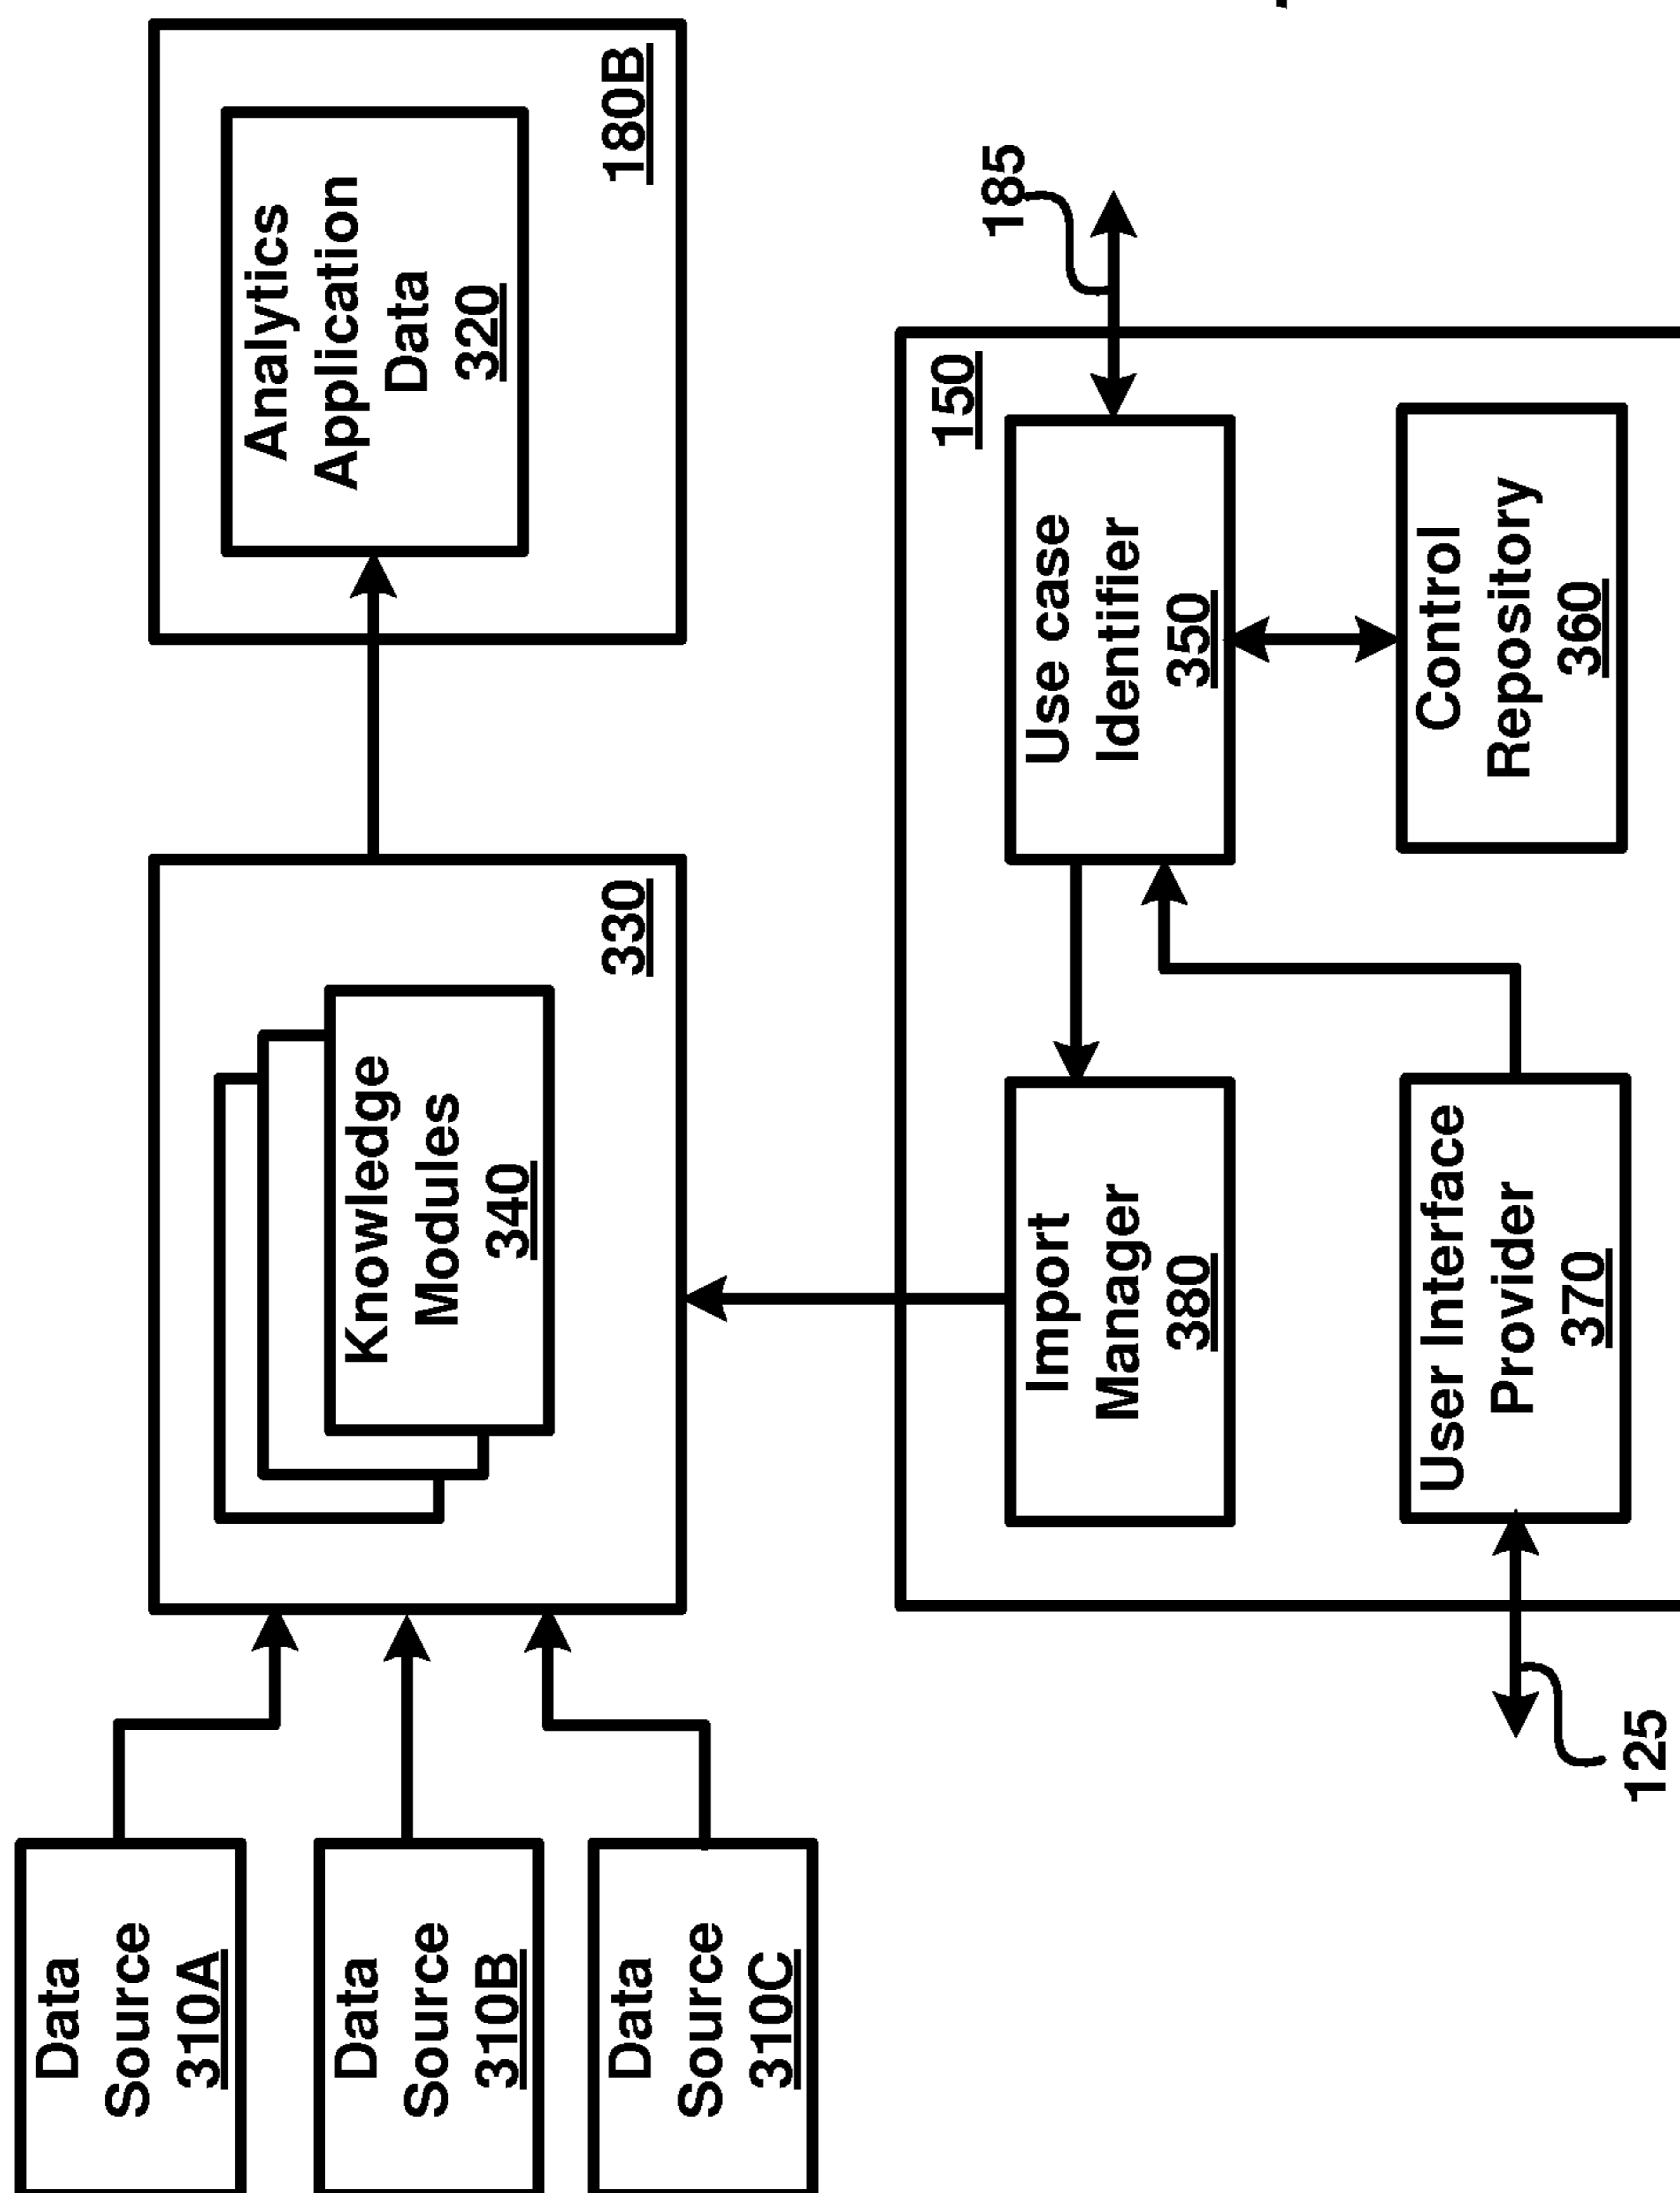 Data
Source
310A
Data
Source
310B
Data
Source
310C
Knowledge
Modules
340
330
Analytics
Application
Data
320
180B
150
Import
Manager
380
Use case
Identifier
350
185
User Interface
Provider
370
Control
Repository
360
125